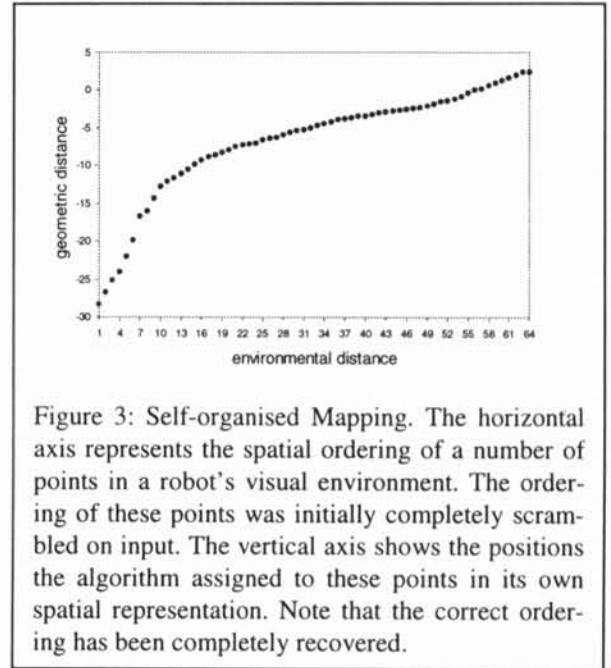 5
0
-5
-10
-15
-20
-25
-30
geometric distance
1 4 7 10 13 16 19 22 25 28 31 34 37 40 43 46 49 52 55 58 61 64
environmental distance
Figure 3: Self-organised Mapping. The horizontal
axis represents the spatial ordering of a number of
points in a robot's visual environment. The order-
ing of these points was initially completely scram-
bled on input. The vertical axis shows the positions
the algorithm assigned to these points in its own
spatial representation. Note that the correct order-
ing has been completely recovered.